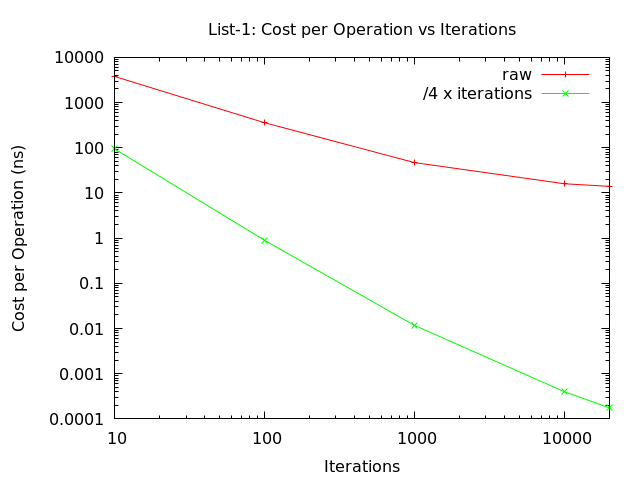 List-1: Cost per Operation vs Iterations
raw
/4 x iterations
10000
1000
100
10
1
0.1
0.01
0.001
0.0001
Cost per Operation (ns)
10
100
1000
10000
Iterations